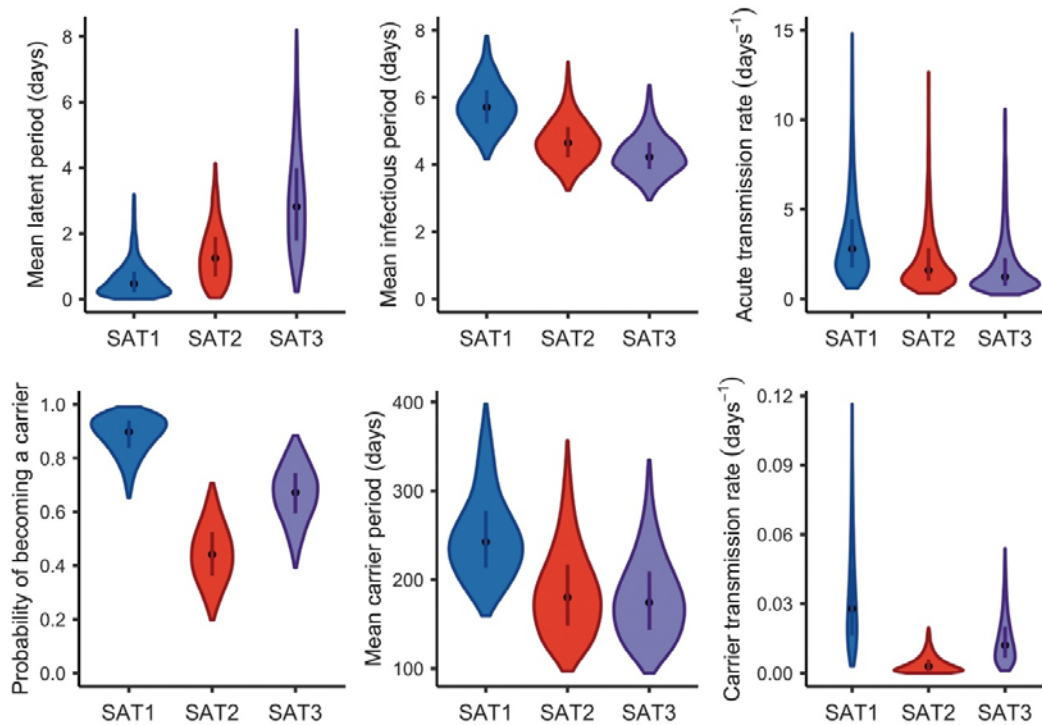 Mean latent period (days)
8
6
4
2
0
SAT1 SAT2 SAT3
Mean infectious period (days)
8
6
4
2
0
SAT1 SAT2 SAT3
Acute transmission rate (days⁻¹)
15
10
5
0
SAT1 SAT2 SAT3
Probability of becoming a carrier
1.0
0.8
0.6
0.4
0.2
0.0
SAT1 SAT2 SAT3
Mean carrier period (days)
400
300
200
100
SAT1 SAT2 SAT3
Carrier transmission rate (days⁻¹)
0.12
0.09
0.06
0.03
0.00
SAT1 SAT2 SAT3